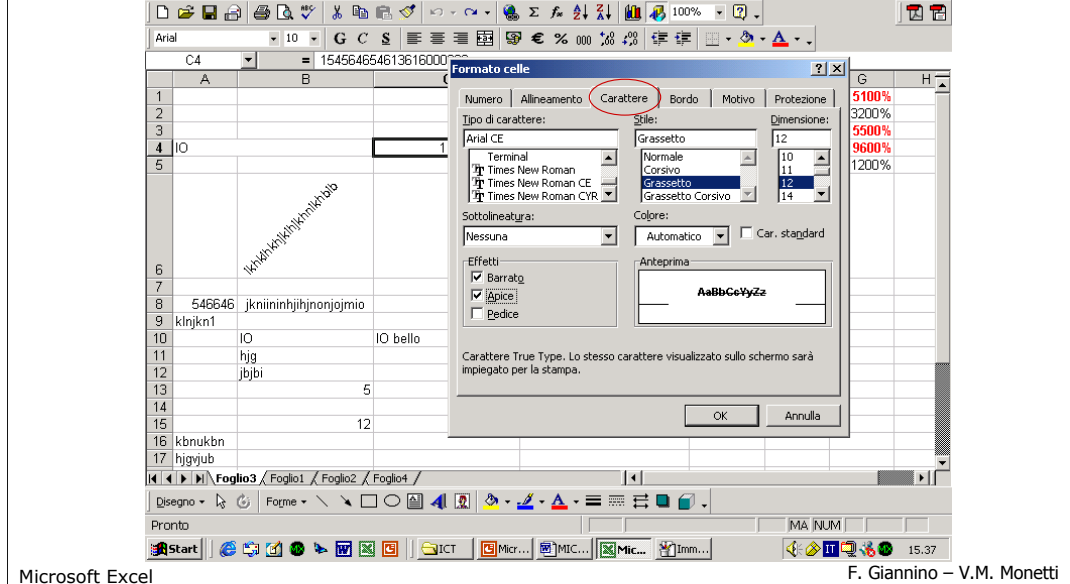 100%
Arial 10 G C S € % 000
C4 = 154564654613616000000
A B G H
1 5100%
2 3200%
3 5500%
4 IO 1 9600%
5 1200%
6 lkhkhkhjklhjkhnlkhblb
7
8 546646 jkniininhjihjnonjojmio
9 klnjkn1
10 IO IO bello
11 hjg
12 jbjbi
13 5
14
15 12
16 kbnukbn
17 hjgvjub
Formato celle
Numero Allineamento Carattere Bordo Motivo Protezione
Tipo di carattere: Stile: Dimensione:
Arial CE Grassetto 12
Terminal Normale 10
Times New Roman Corsivo 11
Times New Roman CE Grassetto 12
Times New Roman CYR Grassetto Corsivo 14
Sottolineatura: Colore:
Nessuna Automatico Car. standard
Effetti Anteprima
Barrato AaBbCcYyZz
Apice
Pedice
Carattere True Type. Lo stesso carattere visualizzato sullo schermo sarà
impiegato per la stampa.
OK Annulla
Foglio3 Foglio1 Foglio2 Foglio4
Disegno Forme
Pronto MA NUM
Start ICT Micr... MIC... Mic... Imm... 15.37
Microsoft Excel F. Giannino – V.M. Monetti